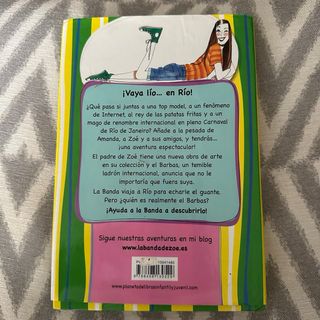 ¡Vaya lío... en Río!
¿Qué pasa si juntas a una top model, a un fenómeno
de Internet, al rey de las patatas fritas y a un
mago de renombre internacional en pleno Carnaval
de Río de Janeiro? Añade a la pesada de
Amanda, a Zoé y a sus amigos, y tendrás...
¡una aventura espectacular!
El padre de Zoé tiene una nueva obra de arte
en su colección y el Barbas, un temible
ladrón internacional, anuncia que no le
importaría que fuera suya.
La Banda viaja a Río para echarle el guante.
Pero ¿quién es realmente el Barbas?
¡Ayuda a la Banda a descubrirlo!
Sigue nuestras aventuras en mi blog
www.labandadezoe.es
www.planetadelibrosinfantilyjuvenil.com